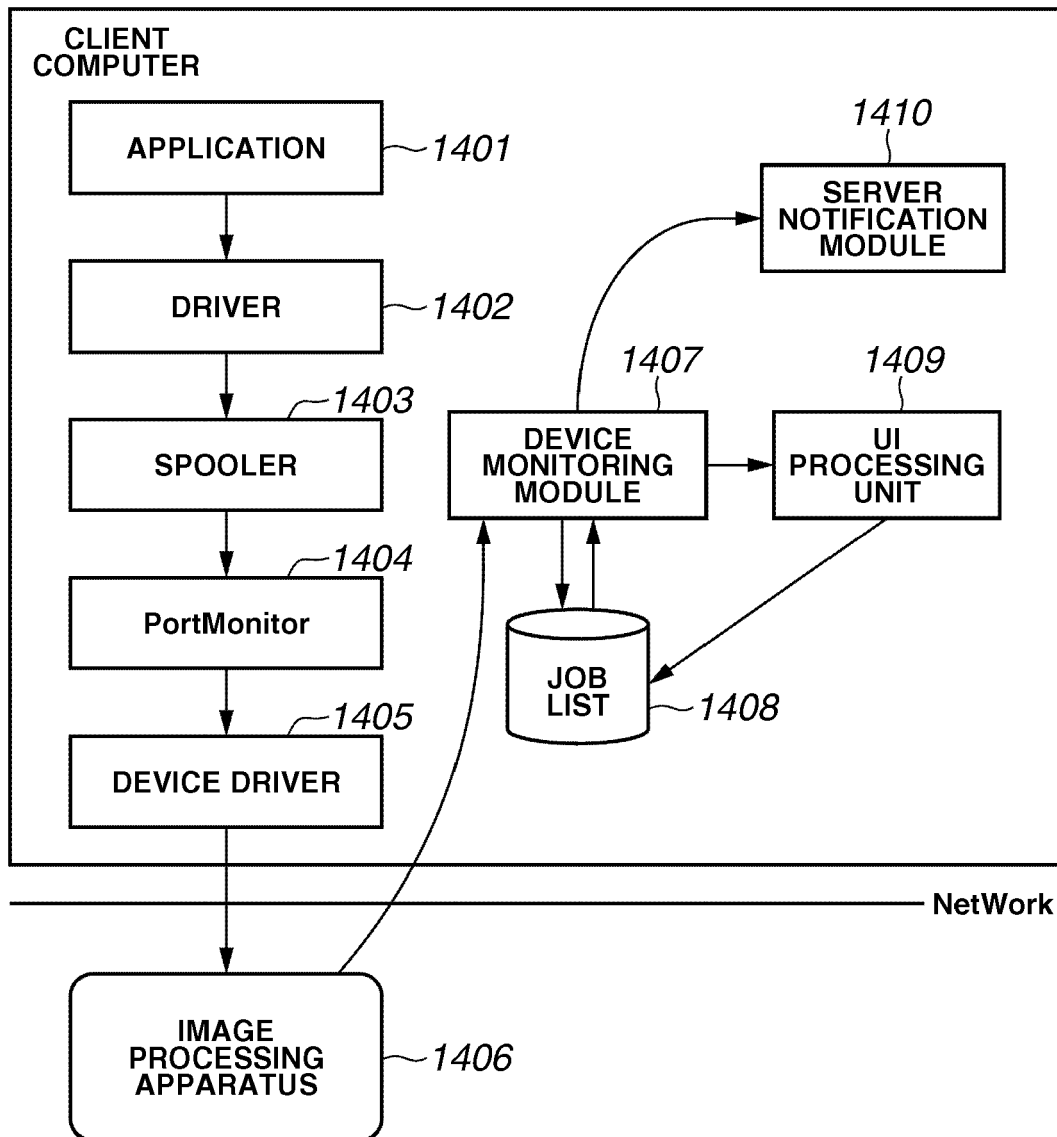 CLIENT
COMPUTER
APPLICATION
1401
DRIVER
1402
1403
SPOOLER
1404
PortMonitor
1405
DEVICE DRIVER
1410
SERVER
NOTIFICATION
MODULE
1407
DEVICE
MONITORING
MODULE
1409
UI
PROCESSING
UNIT
JOB
LIST
1408
NetWork
IMAGE
PROCESSING
APPARATUS
1406